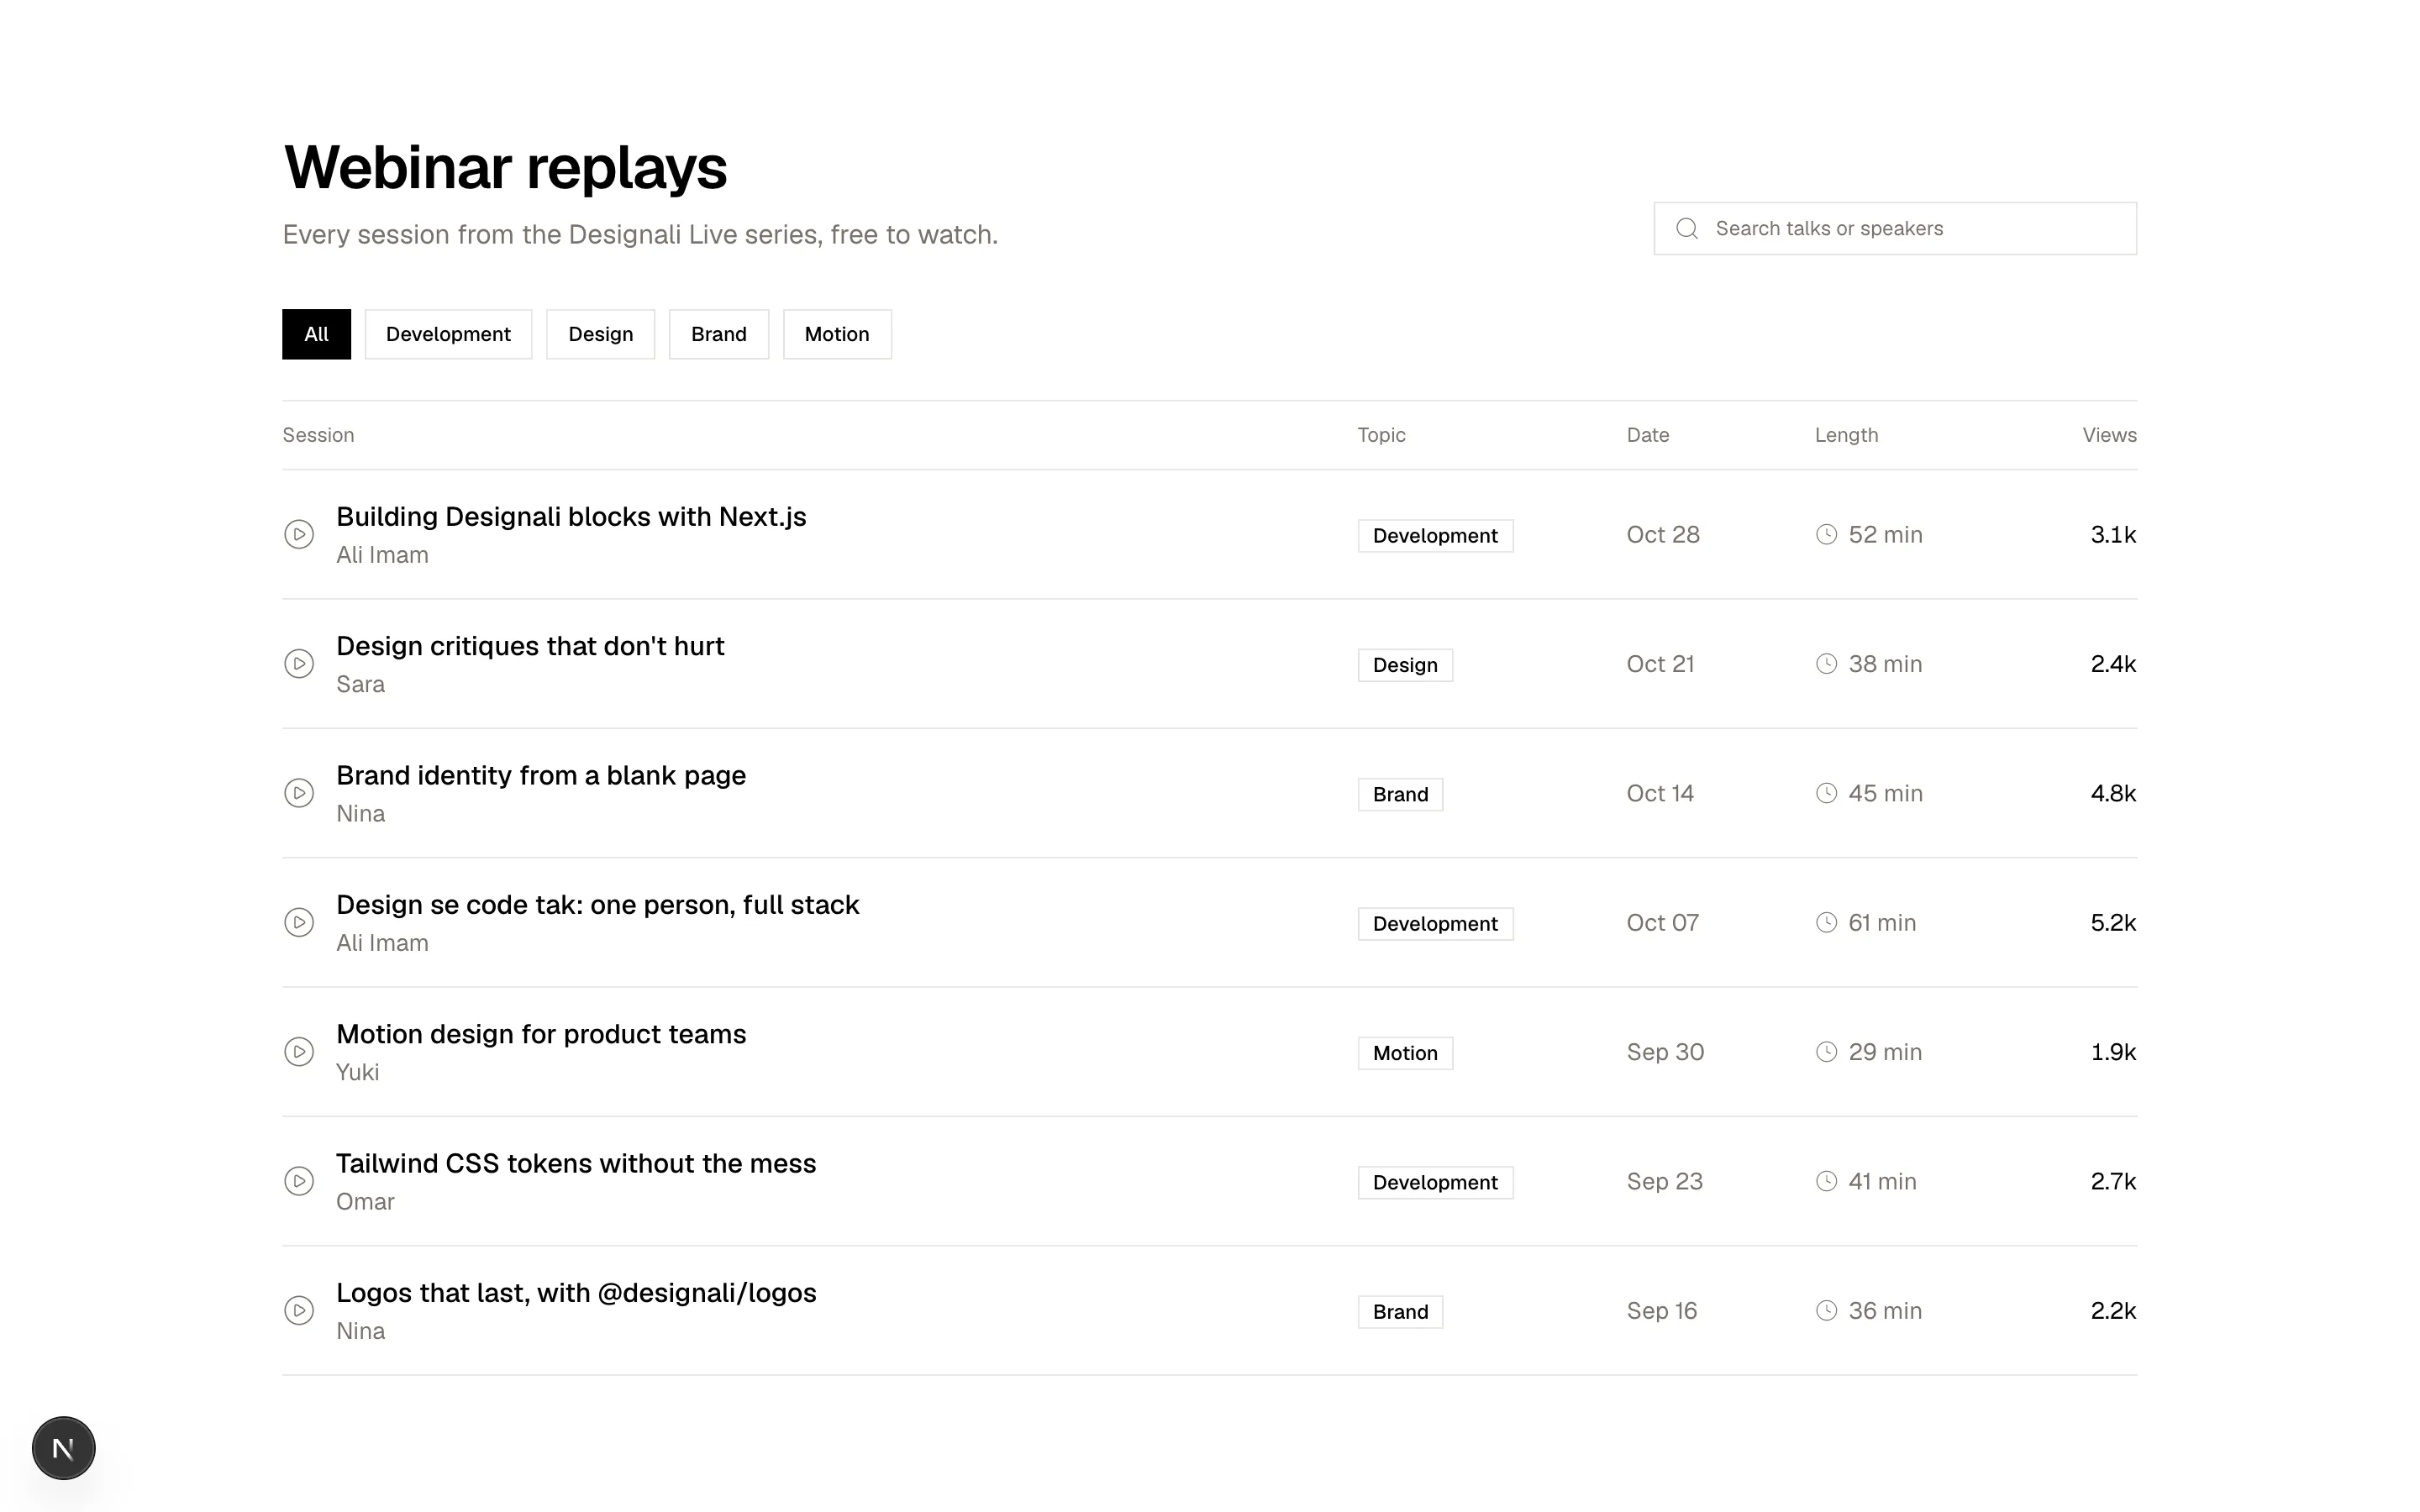 Webinar replays
Every session from the Designali Live series, free to watch.
Search talks or speakers
All Development Design Brand Motion
Session Topic Date Length Views
Building Designali blocks with Next.js
Ali Imam
Development Oct 28 52 min 3.1k
Design critiques that don't hurt
Sara
Design Oct 21 38 min 2.4k
Brand identity from a blank page
Nina
Brand Oct 14 45 min 4.8k
Design se code tak: one person, full stack
Ali Imam
Development Oct 07 61 min 5.2k
Motion design for product teams
Yuki
Motion Sep 30 29 min 1.9k
Tailwind CSS tokens without the mess
Omar
Development Sep 23 41 min 2.7k
Logos that last, with @designali/logos
Nina
Brand Sep 16 36 min 2.2k
N